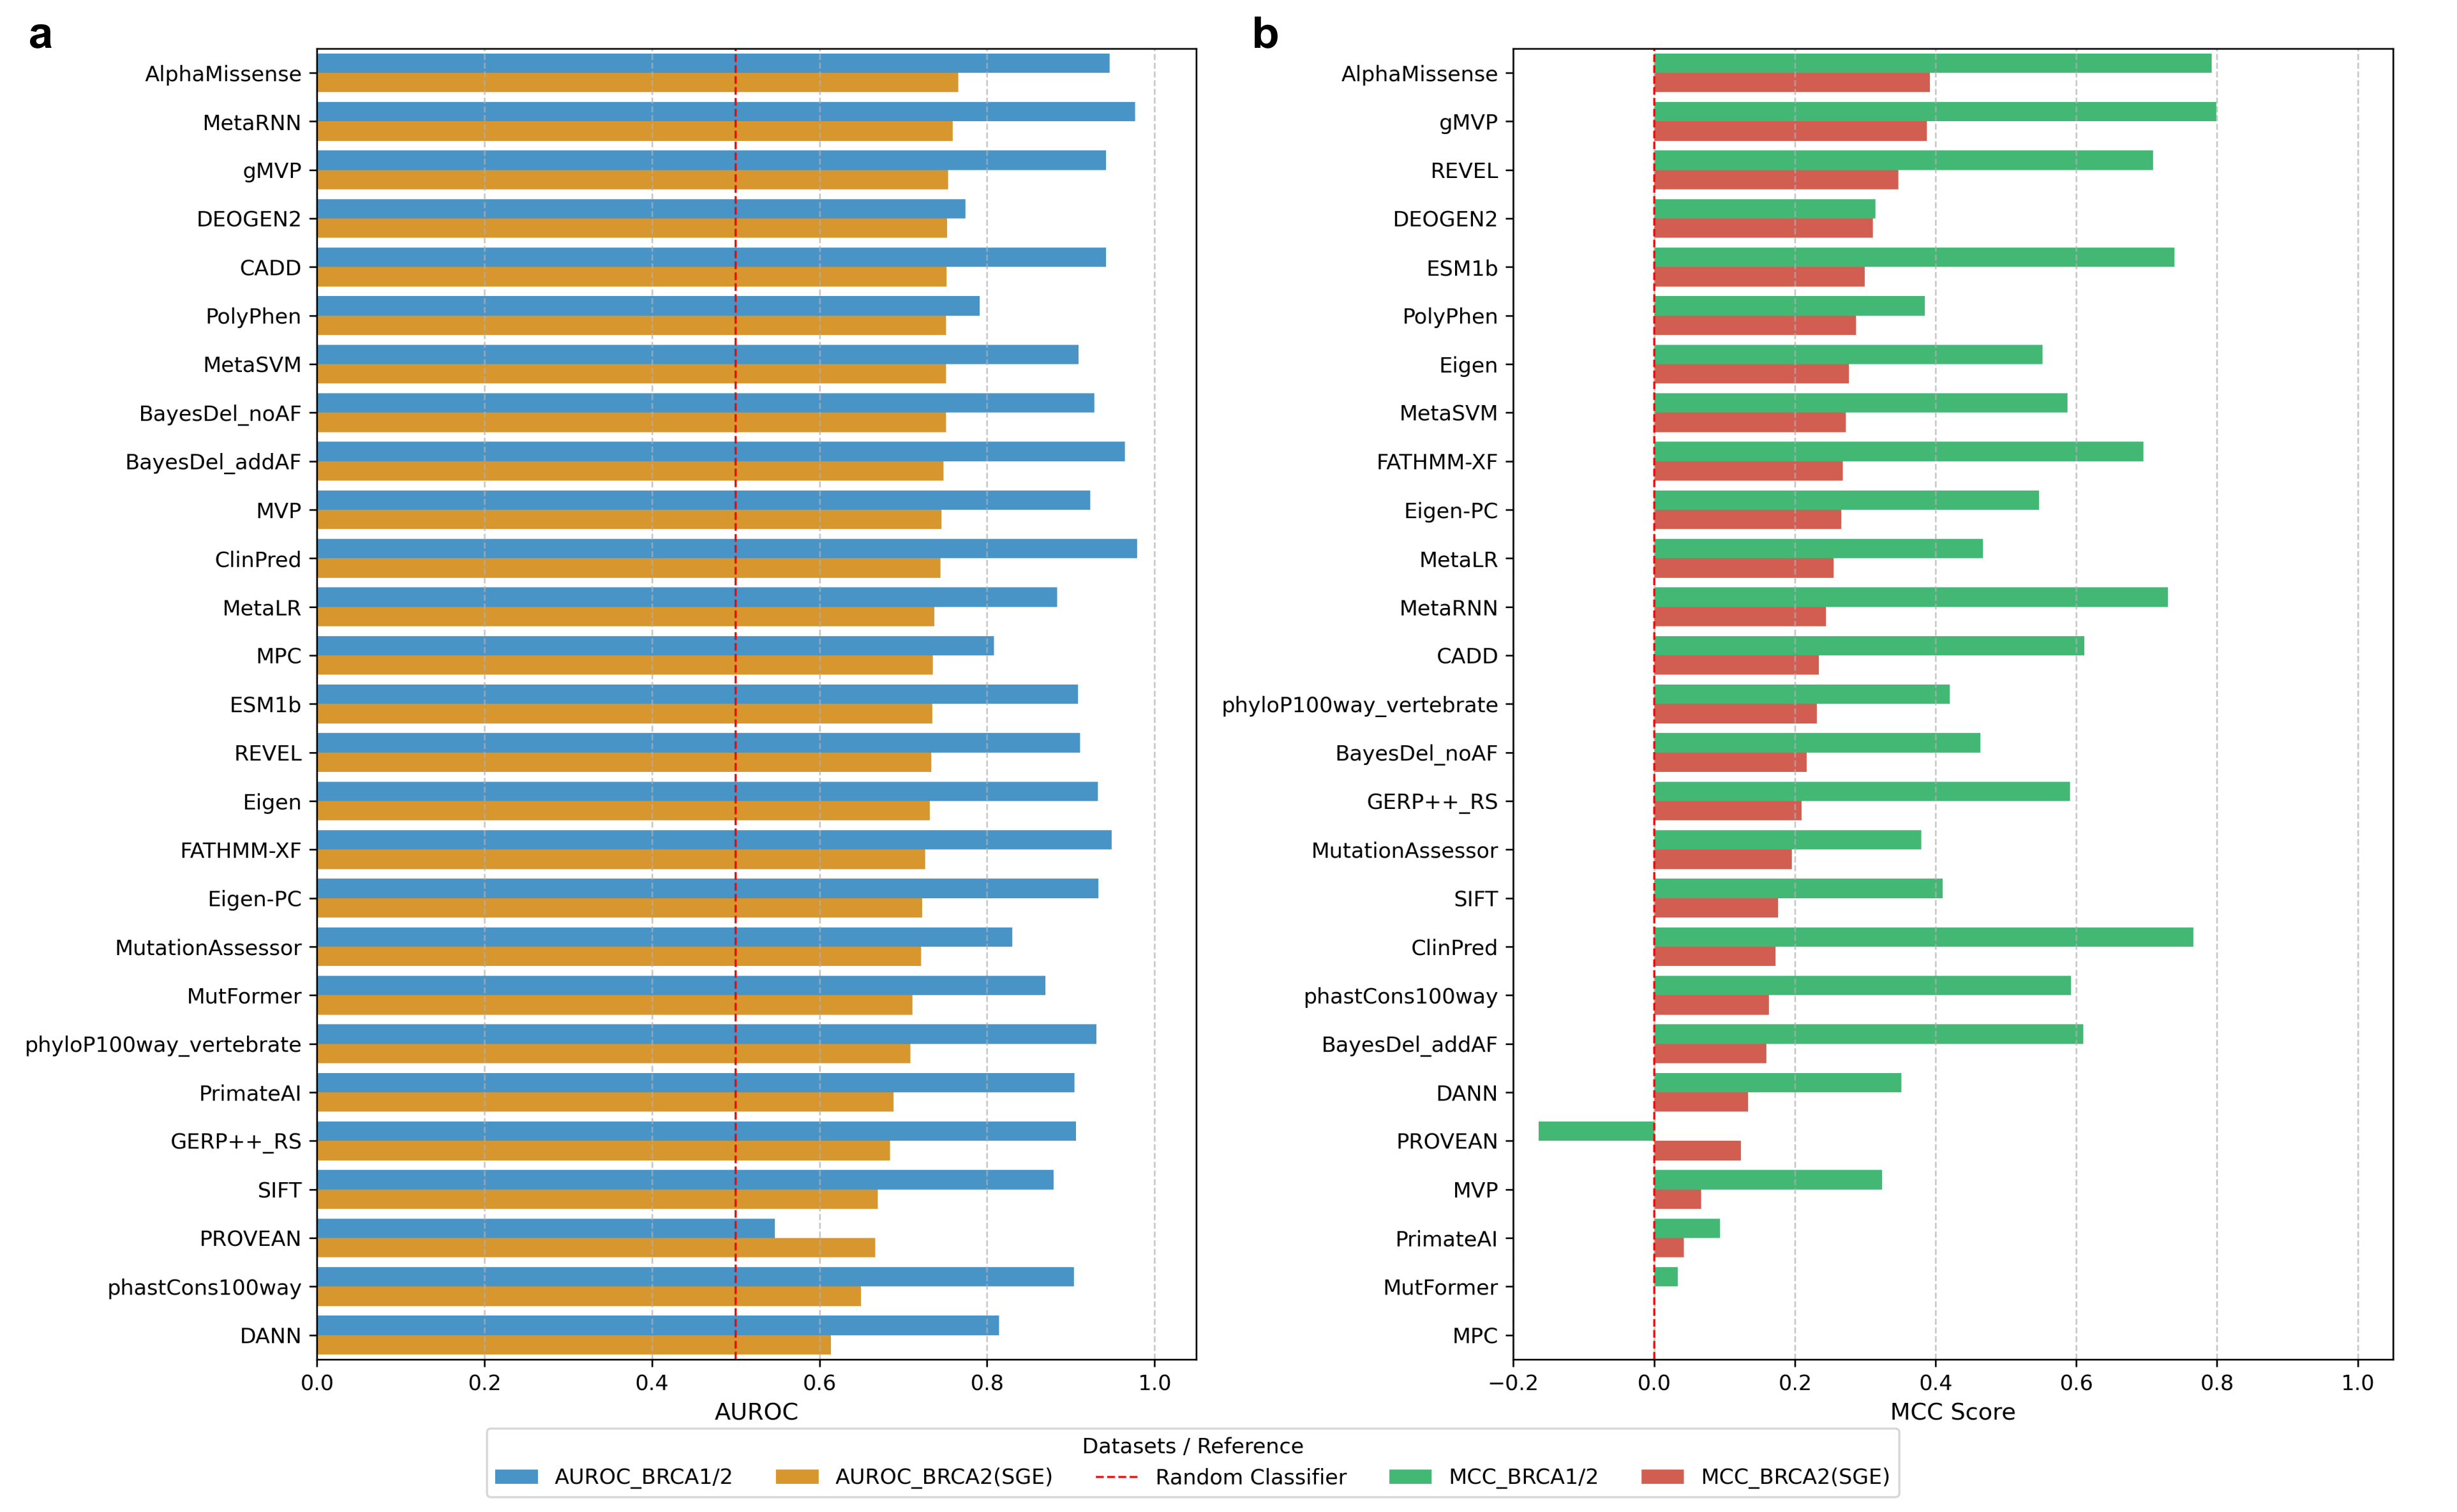 a
AlphaMissense
MetaRNN
gMVP
DEOGEN2
CADD
PolyPhen
MetaSVM
BayesDel_noAF
BayesDel_addAF
MVP
ClinPred
MetaLR
MPC
ESM1b
REVEL
Eigen
FATHMM-XF
Eigen-PC
MutationAssessor
MutFormer
phyloP100way_vertebrate
PrimateAI
GERP++_RS
SIFT
PROVEAN
phastCons100way
DANN
0.0 0.2 0.4 0.6 0.8 1.0
AUROC
b
AlphaMissense
gMVP
REVEL
DEOGEN2
ESM1b
PolyPhen
Eigen
MetaSVM
FATHMM-XF
Eigen-PC
MetaLR
MetaRNN
CADD
phyloP100way_vertebrate
BayesDel_noAF
GERP++_RS
MutationAssessor
SIFT
ClinPred
phastCons100way
BayesDel_addAF
DANN
PROVEAN
MVP
PrimateAI
MutFormer
MPC
−0.2 0.0 0.2 0.4 0.6 0.8 1.0
MCC Score
Datasets / Reference
AUROC_BRCA1/2 AUROC_BRCA2(SGE) Random Classifier MCC_BRCA1/2 MCC_BRCA2(SGE)